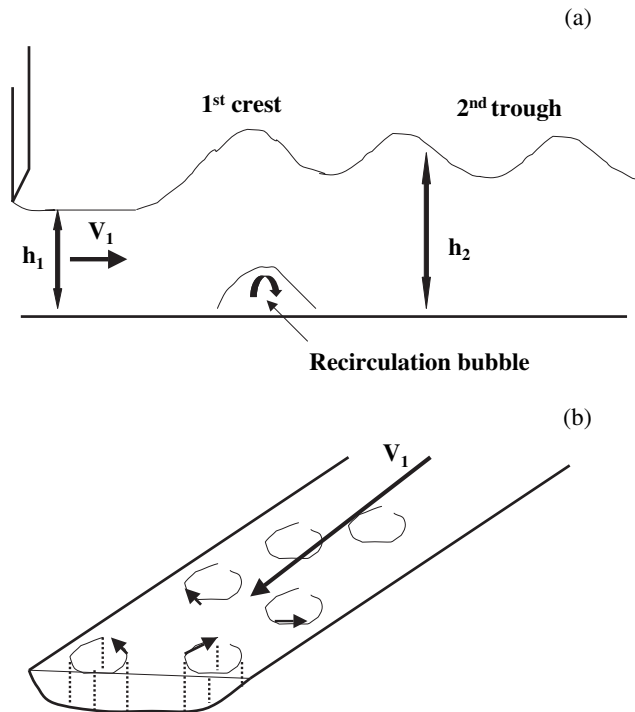 (a)
1st crest
2nd trough
V1
h1
h2
Recirculation bubble
(b)
V1